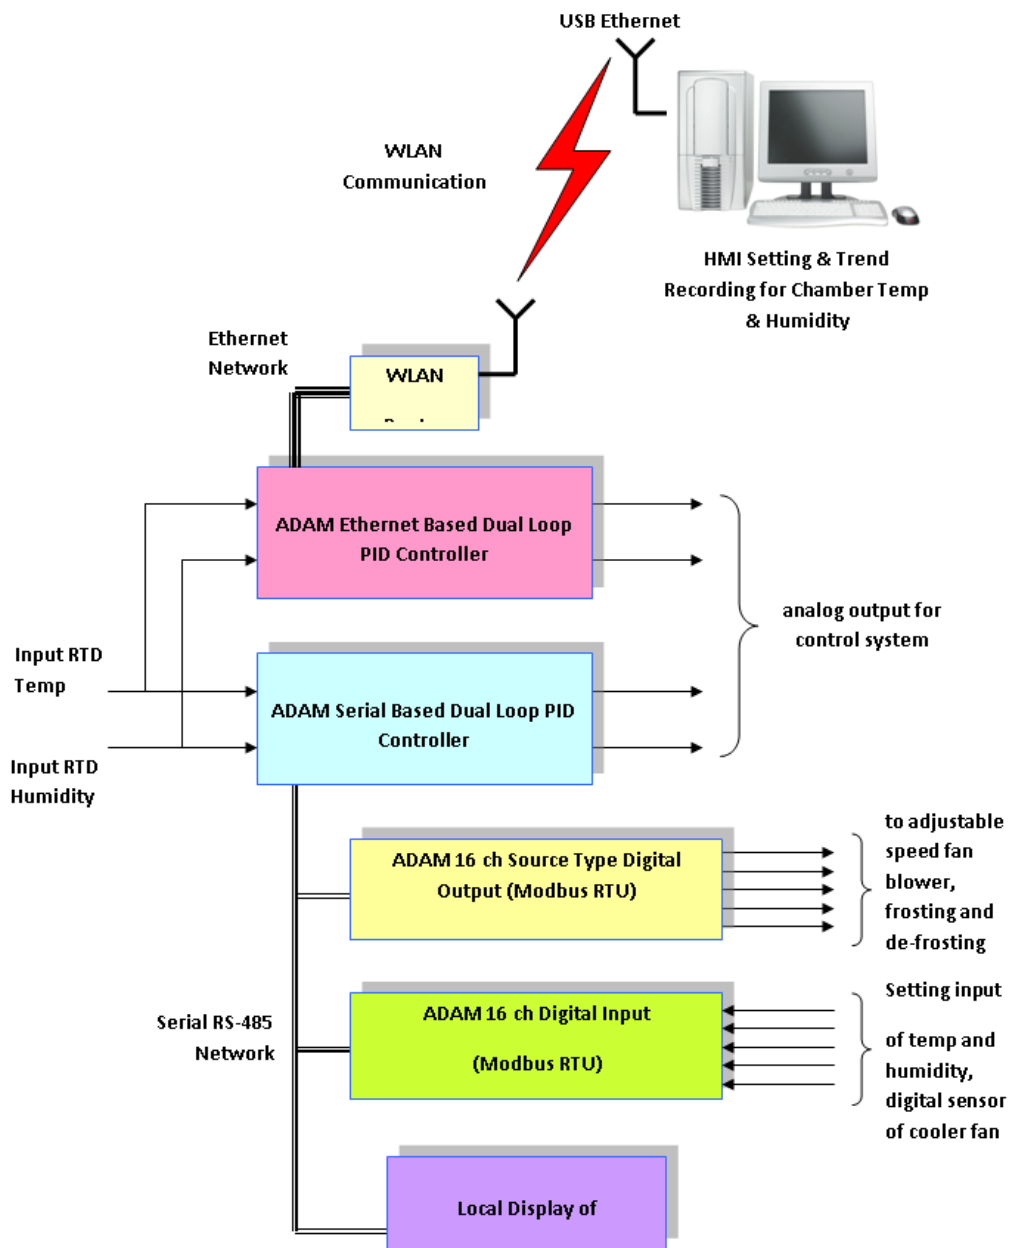 USB Ethernet
WLAN
Communication
HMI Setting & Trend
Recording for Chamber Temp
& Humidity
Ethernet
Network
WLAN
ADAM Ethernet Based Dual Loop
PID Controller
analog output for
control system
Input RTD
Temp
ADAM Serial Based Dual Loop PID
Controller
Input RTD
Humidity
ADAM 16 ch Source Type Digital
Output (Modbus RTU)
to adjustable
speed fan
blower,
frosting and
de-frosting
ADAM 16 ch Digital Input
(Modbus RTU)
Setting input
of temp and
humidity,
digital sensor
of cooler fan
Serial RS-485
Network
Local Display of